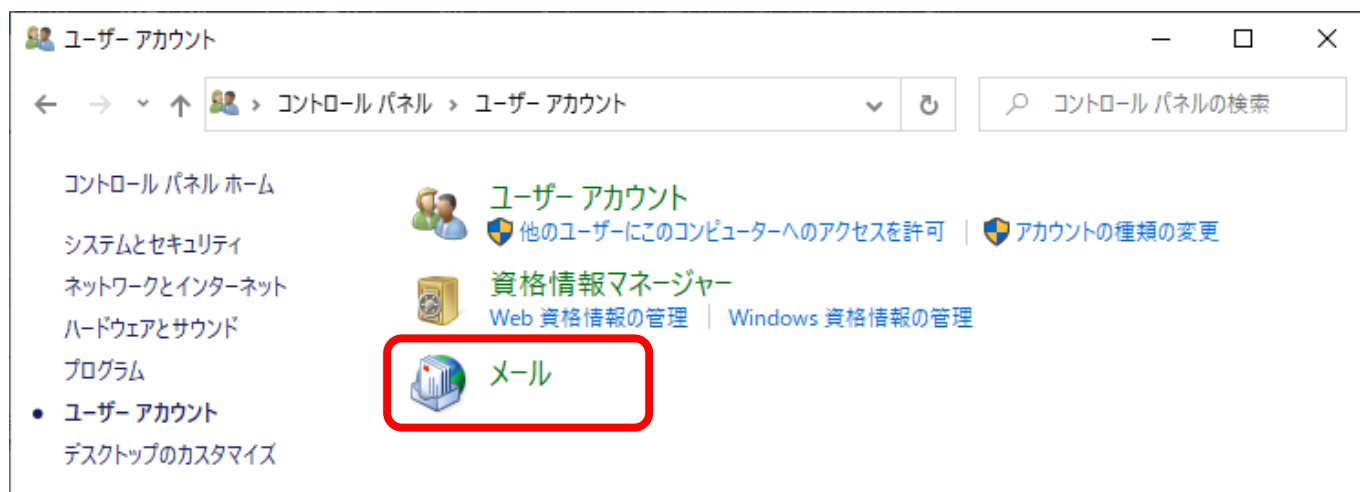 ユーザー アカウント
コントロール パネル › ユーザー アカウント
コントロール パネルの検索
コントロール パネル ホーム
システムとセキュリティ
ネットワークとインターネット
ハードウェアとサウンド
プログラム
ユーザー アカウント
デスクトップのカスタマイズ
ユーザー アカウント
他のユーザーにこのコンピューターへのアクセスを許可 | アカウントの種類の変更
資格情報マネージャー
Web 資格情報の管理 | Windows 資格情報の管理
メール